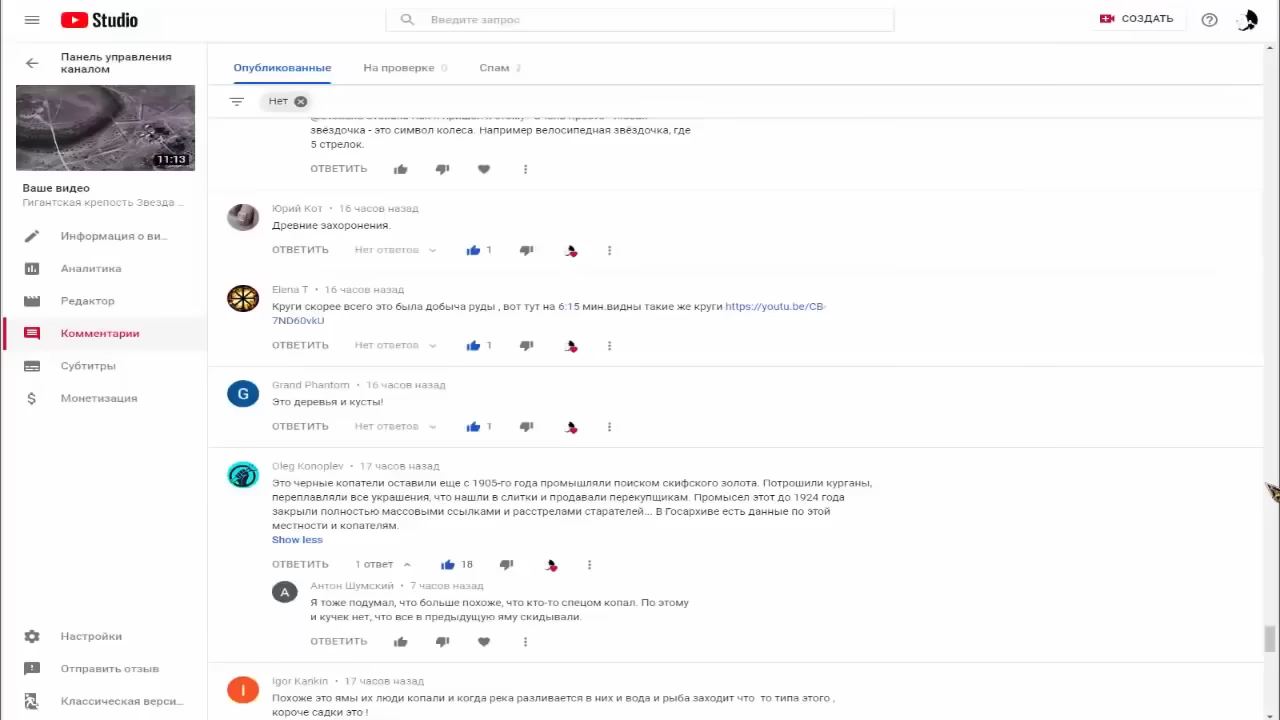 Studio
Введите запрос
СОЗДАТЬ
Панель управления
каналом
11:13
Ваше видео
Гигантская крепость Звезда ...
Информация о ви...
Аналитика
Редактор
Комментарии
Субтитры
Монетизация
Настройки
Отправить отзыв
Классическая верси...
Опубликованные
На проверке 0
Спам 2
Нет
звёздочка - это символ колеса. Например велосипедная звёздочка, где
5 стрелок.
ОТВЕТИТЬ
Юрий Кот • 16 часов назад
Древние захоронения.
ОТВЕТИТЬ Нет ответов 1
Elena T • 16 часов назад
Круги скорее всего это была добыча руды , вот тут на 6:15 мин.видны такие же круги https://youtu.be/CB-
7ND60vkU
ОТВЕТИТЬ Нет ответов 1
G
Grand Phantom • 16 часов назад
Это деревья и кусты!
ОТВЕТИТЬ Нет ответов 1
Oleg Konoplev • 17 часов назад
Это черные копатели оставили еще с 1905-го года промышляли поиском скифского золота. Потрошили курганы,
переплавляли все украшения, что нашли в слитки и продавали перекупщикам. Промысел этот до 1924 года
закрыли полностью массовыми ссылками и расстрелами старателей... В Госархиве есть данные по этой
местности и копателям.
Show less
ОТВЕТИТЬ 1 ответ 18
А
Антон Шумский • 7 часов назад
Я тоже подумал, что больше похоже, что кто-то спецом копал. По этому
и кучек нет, что все в предыдущую яму скидывали.
ОТВЕТИТЬ
I
Igor Kankin • 17 часов назад
Похоже это ямы их люди копали и когда река разливается в них и вода и рыба заходит что то типа этого ,
короче садки это !